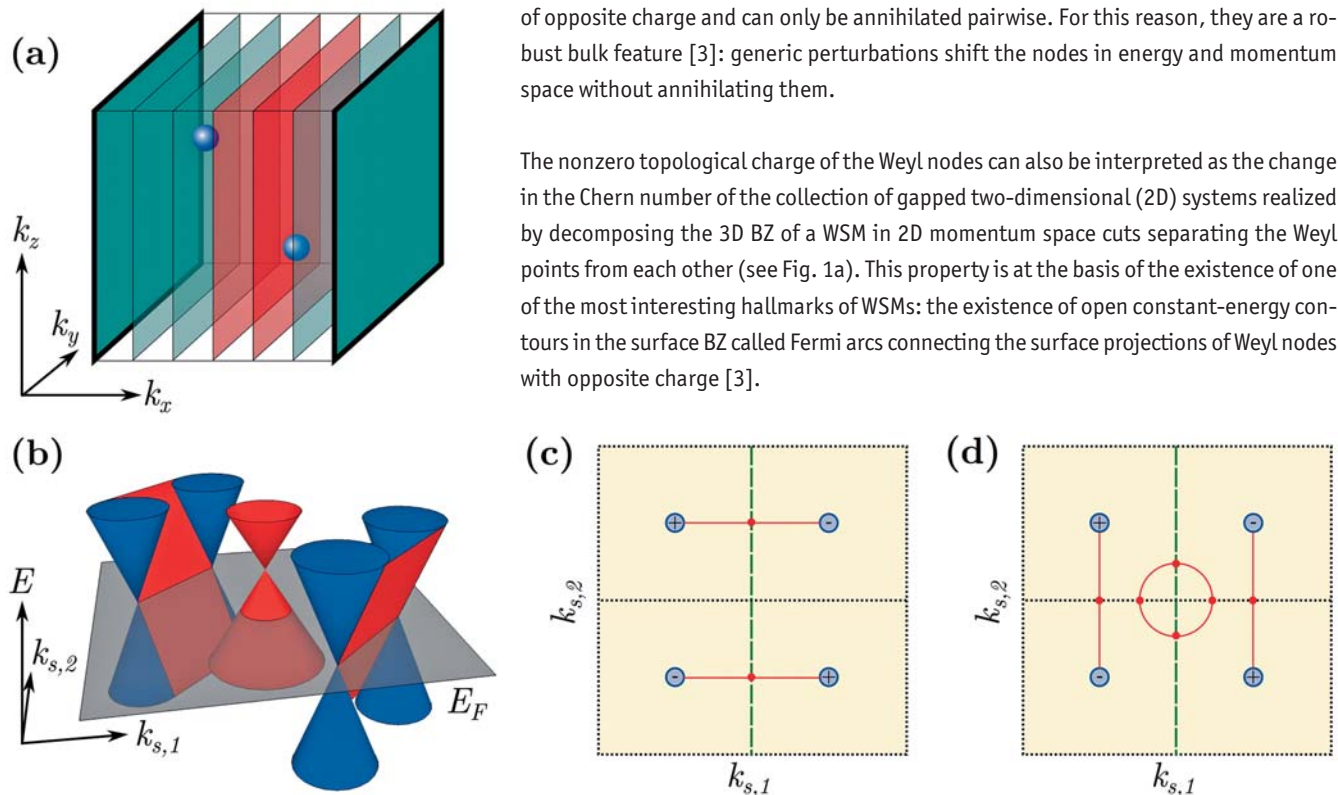 (a)
k_z
k_y
k_x
of opposite charge and can only be annihilated pairwise. For this reason, they are a ro-
bust bulk feature [3]: generic perturbations shift the nodes in energy and momentum
space without annihilating them.
The nonzero topological charge of the Weyl nodes can also be interpreted as the change
in the Chern number of the collection of gapped two-dimensional (2D) systems realized
by decomposing the 3D BZ of a WSM in 2D momentum space cuts separating the Weyl
points from each other (see Fig. 1a). This property is at the basis of the existence of one
of the most interesting hallmarks of WSMs: the existence of open constant-energy con-
tours in the surface BZ called Fermi arcs connecting the surface projections of Weyl nodes
with opposite charge [3].
(b)
E
k_{s,2}
k_{s,1}
E_F
(c)
k_{s,2}
+ -
- +
k_{s,1}
(d)
k_{s,2}
+ -
- +
k_{s,1}